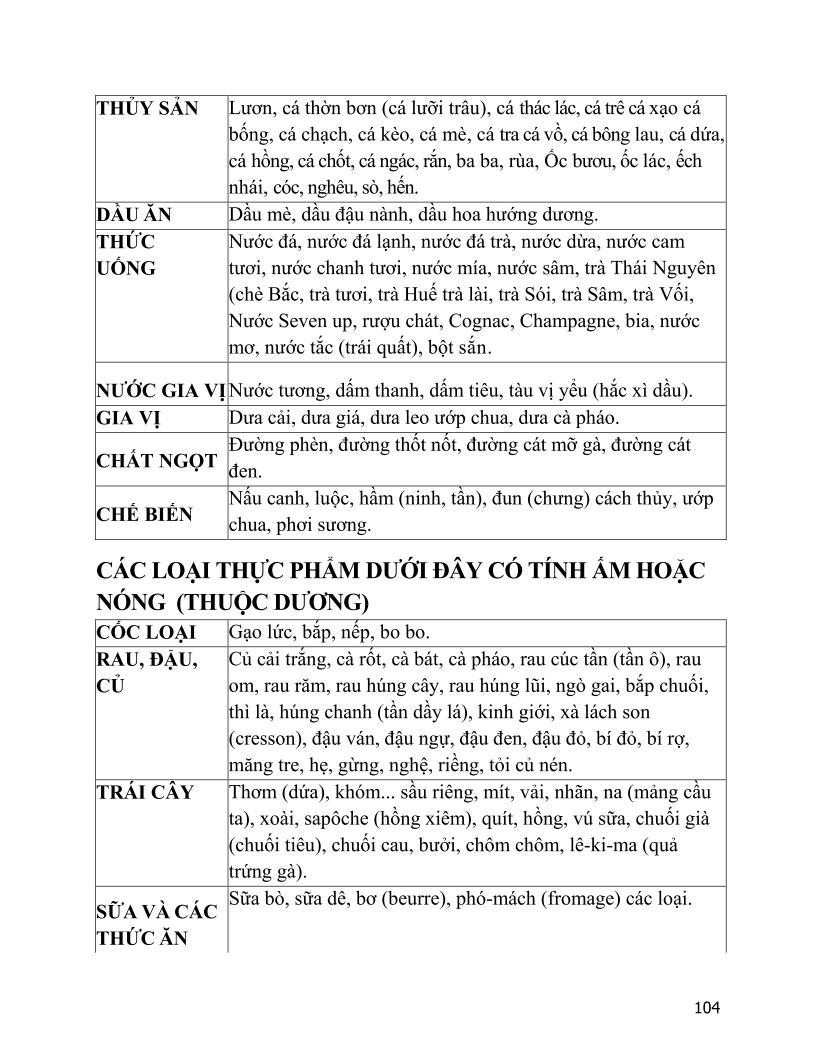 THỦY SẢN Lươn, cá thờn bơn (cá lưỡi trâu), cá thác lác, cá trê cá xạo cá
bống, cá chạch, cá kèo, cá mè, cá tra cá vồ, cá bông lau, cá dứa,
cá hồng, cá chốt, cá ngác, rắn, ba ba, rùa, Ốc bươu, ốc lác, ếch
nhái, cóc, nghêu, sò, hến.
DẦU ĂN Dầu mè, dầu đậu nành, dầu hoa hướng dương.
THỨC Nước đá, nước đá lạnh, nước đá trà, nước dừa, nước cam
UỐNG tươi, nước chanh tươi, nước mía, nước sâm, trà Thái Nguyên
(chè Bắc, trà tươi, trà Huế trà lài, trà Sói, trà Sâm, trà Vối,
Nước Seven up, rượu chát, Cognac, Champagne, bia, nước
mơ, nước tắc (trái quất), bột sắn.
NƯỚC GIA VỊ Nước tương, dấm thanh, dấm tiêu, tàu vị yểu (hắc xì dầu).
GIA VỊ Dưa cải, dưa giá, dưa leo ướp chua, dưa cà pháo.
CHẤT NGỌT Đường phèn, đường thốt nốt, đường cát mỡ gà, đường cát
đen.
CHẾ BIẾN Nấu canh, luộc, hầm (ninh, tần), đun (chưng) cách thủy, ướp
chua, phơi sương.
CÁC LOẠI THỰC PHẨM DƯỚI ĐÂY CÓ TÍNH ẤM HOẶC
NÓNG (THUỘC DƯƠNG)
CỐC LOẠI Gạo lức, bắp, nếp, bo bo.
RAU, ĐẬU, Củ cải trắng, cà rốt, cà bát, cà pháo, rau cúc tần (tần ô), rau
CỦ om, rau răm, rau húng cây, rau húng lũi, ngò gai, bắp chuối,
thì là, húng chanh (tần dầy lá), kinh giới, xà lách son
(cresson), đậu ván, đậu ngự, đậu đen, đậu đỏ, bí đỏ, bí rợ,
măng tre, hẹ, gừng, nghệ, riềng, tỏi củ nén.
TRÁI CÂY Thơm (dứa), khóm... sầu riêng, mít, vải, nhãn, na (mảng cầu
ta), xoài, sapôche (hồng xiêm), quít, hồng, vú sữa, chuối già
(chuối tiêu), chuối cau, bưởi, chôm chôm, lê-ki-ma (quả
trứng gà).
SỮA VÀ CÁC Sữa bò, sữa dê, bơ (beurre), phó-mách (fromage) các loại.
THỨC ĂN
104